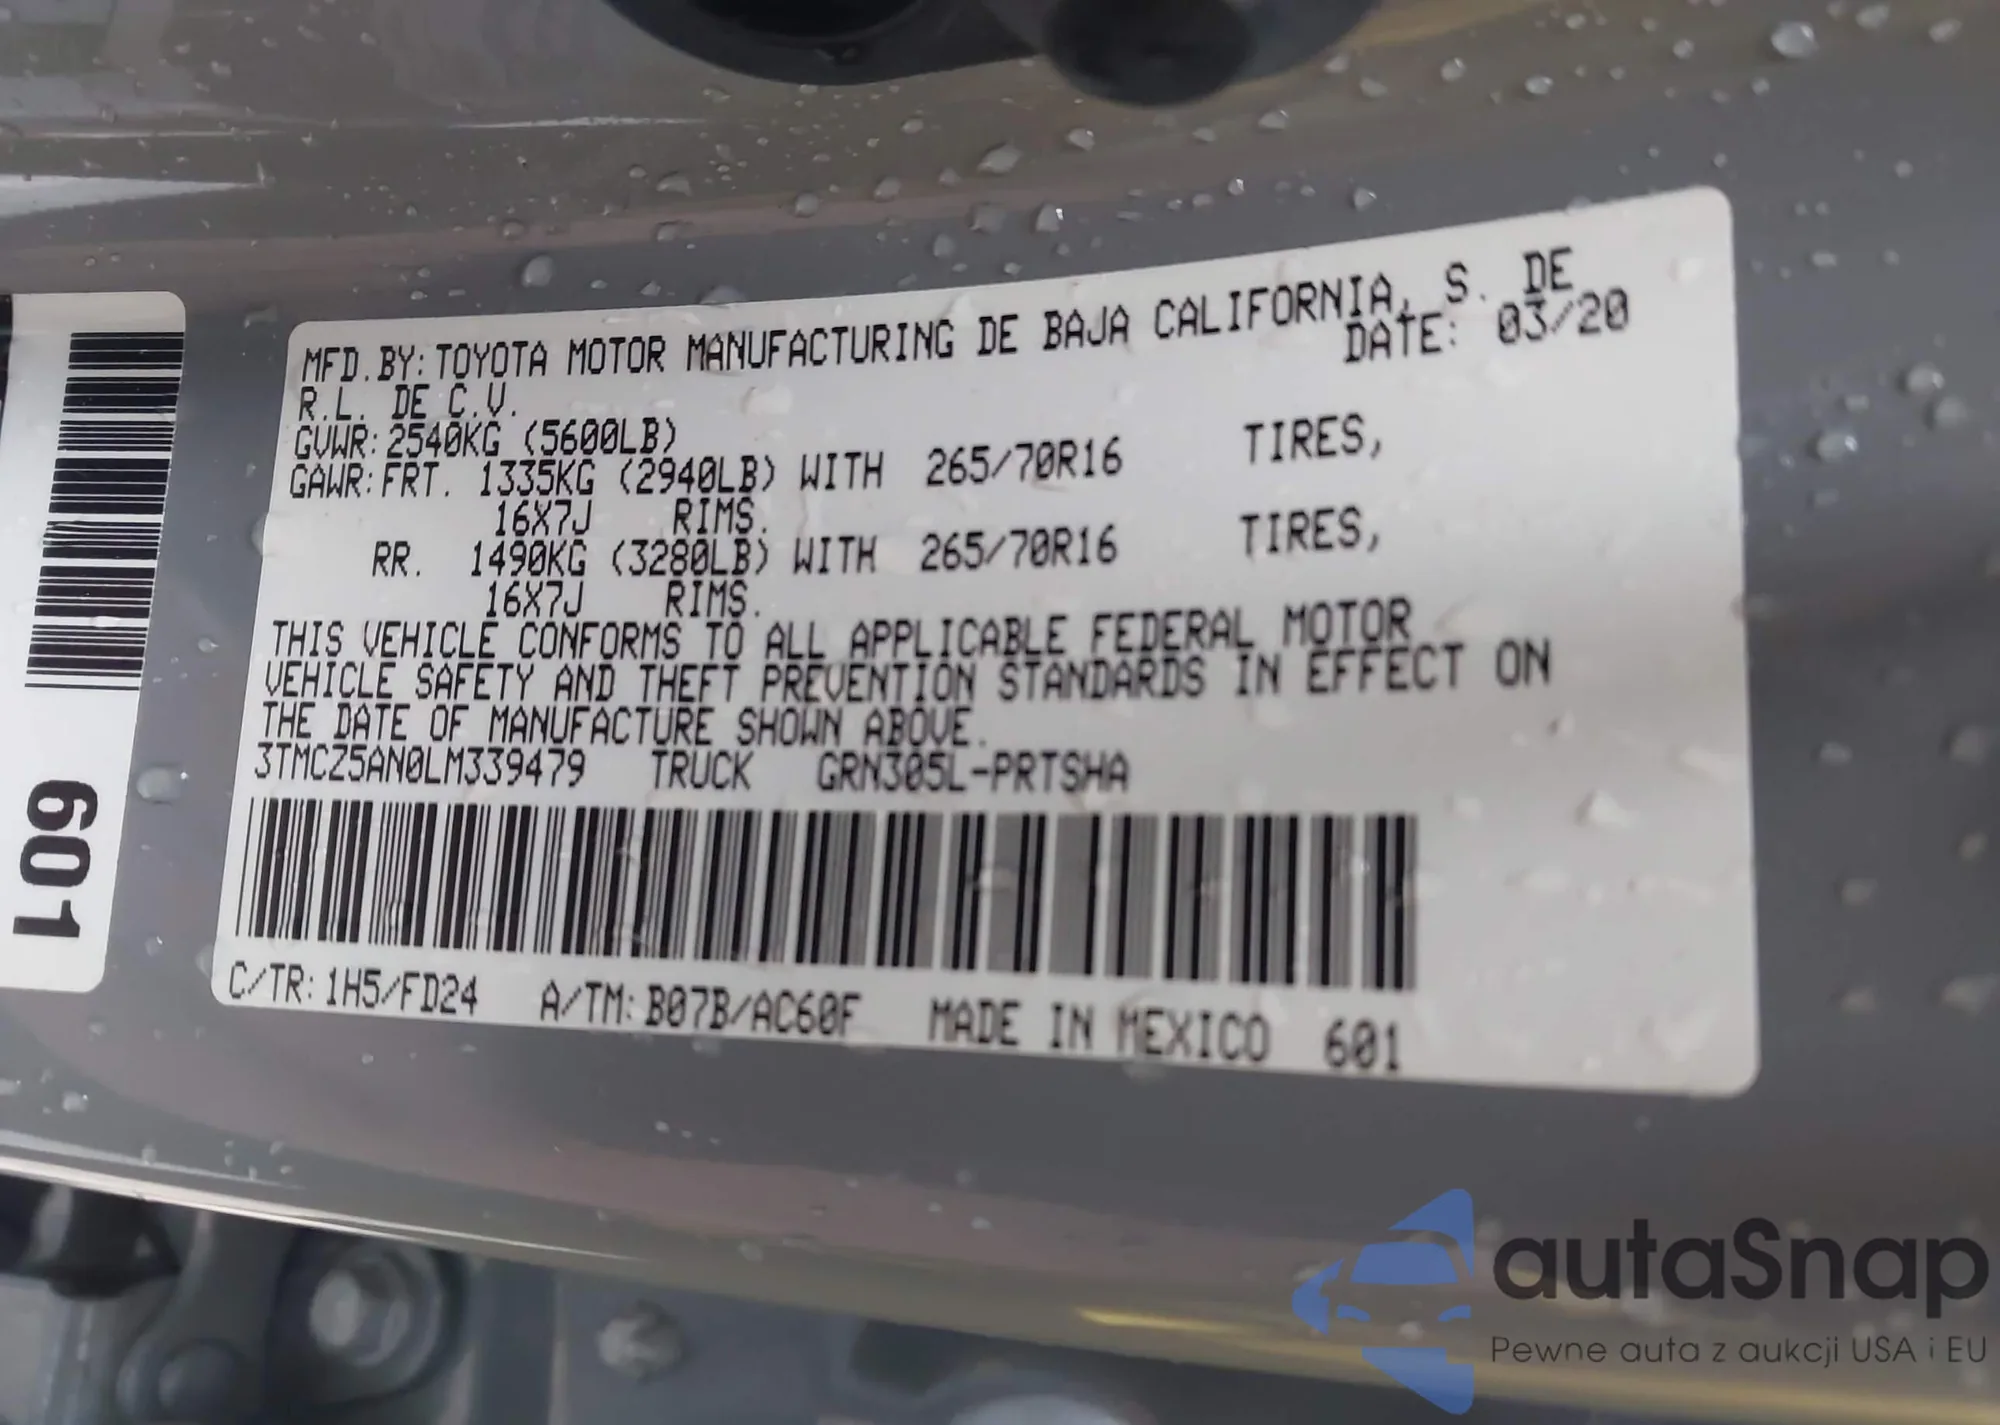 601
MFD.BY:TOYOTA MOTOR MANUFACTURING DE BAJA CALIFORNIA, S. DE
R.L. DE C.V. DATE: 03/20
GVWR:2540KG (5600LB)
GAWR:FRT. 1335KG (2940LB) WITH 265/70R16 TIRES,
16X7J RIMS.
RR. 1490KG (3280LB) WITH 265/70R16 TIRES,
16X7J RIMS.
THIS VEHICLE CONFORMS TO ALL APPLICABLE FEDERAL MOTOR
VEHICLE SAFETY AND THEFT PREVENTION STANDARDS IN EFFECT ON
THE DATE OF MANUFACTURE SHOWN ABOVE.
3TMCZ5AN0LM339479 TRUCK GRN305L-PRTSHA
C/TR:1H5/FD24 A/TM:B07B/AC60F MADE IN MEXICO 601
autaSnap
Pewne auta z aukcji USA i EU